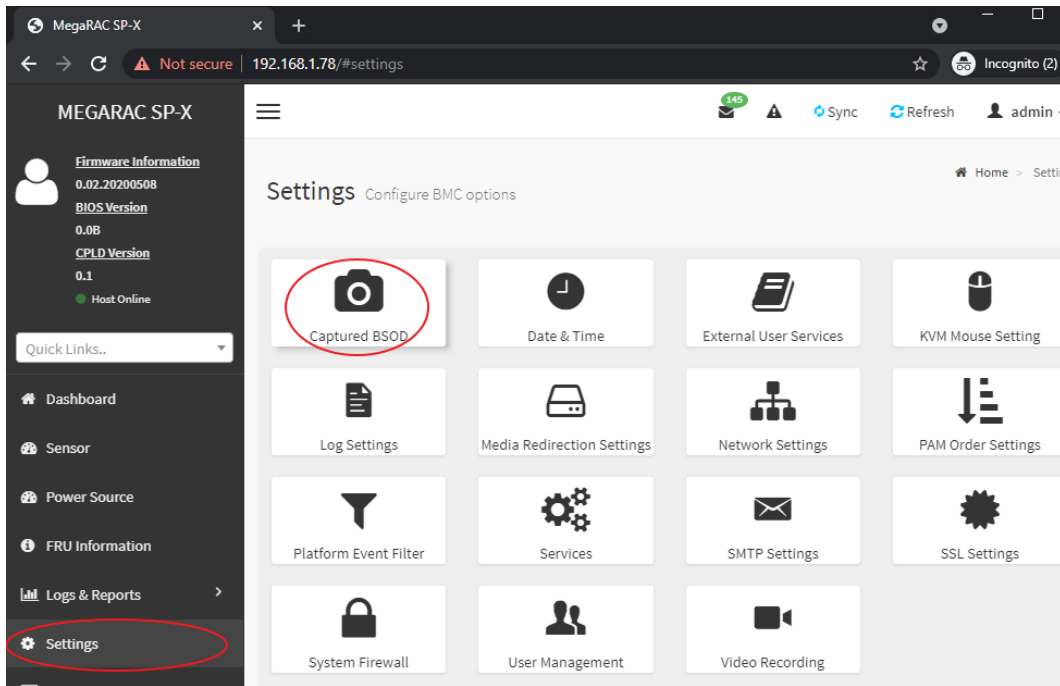 MegaRAC SP-X
Not secure 192.168.1.78/#settings
Incognito (2)
MEGARAC SP-X
145
Sync
Refresh
admin
Firmware Information
0.02.20200508
BIOS Version
0.0B
CPLD Version
0.1
Host Online
Quick Links..
Dashboard
Sensor
Power Source
FRU Information
Logs & Reports
Settings
Settings Configure BMC options
Home > Setti
Captured BSOD
Date & Time
External User Services
KVM Mouse Setting
Log Settings
Media Redirection Settings
Network Settings
PAM Order Settings
Platform Event Filter
Services
SMTP Settings
SSL Settings
System Firewall
User Management
Video Recording